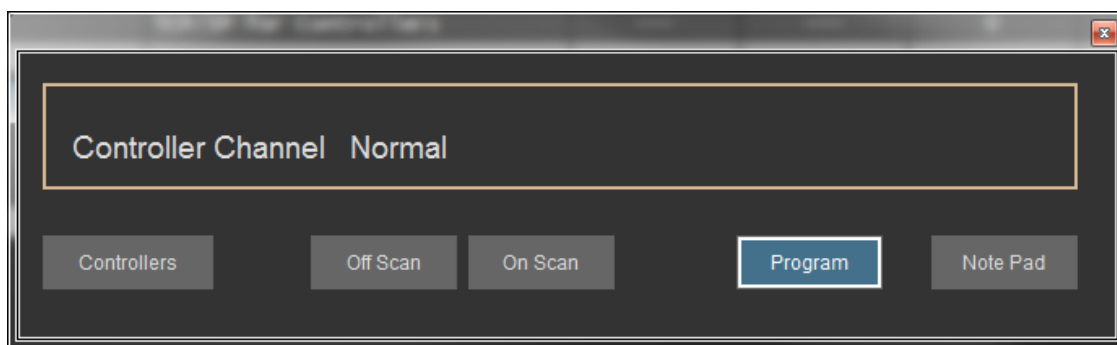 Controller Channel Normal
Controllers Off Scan On Scan Program Note Pad